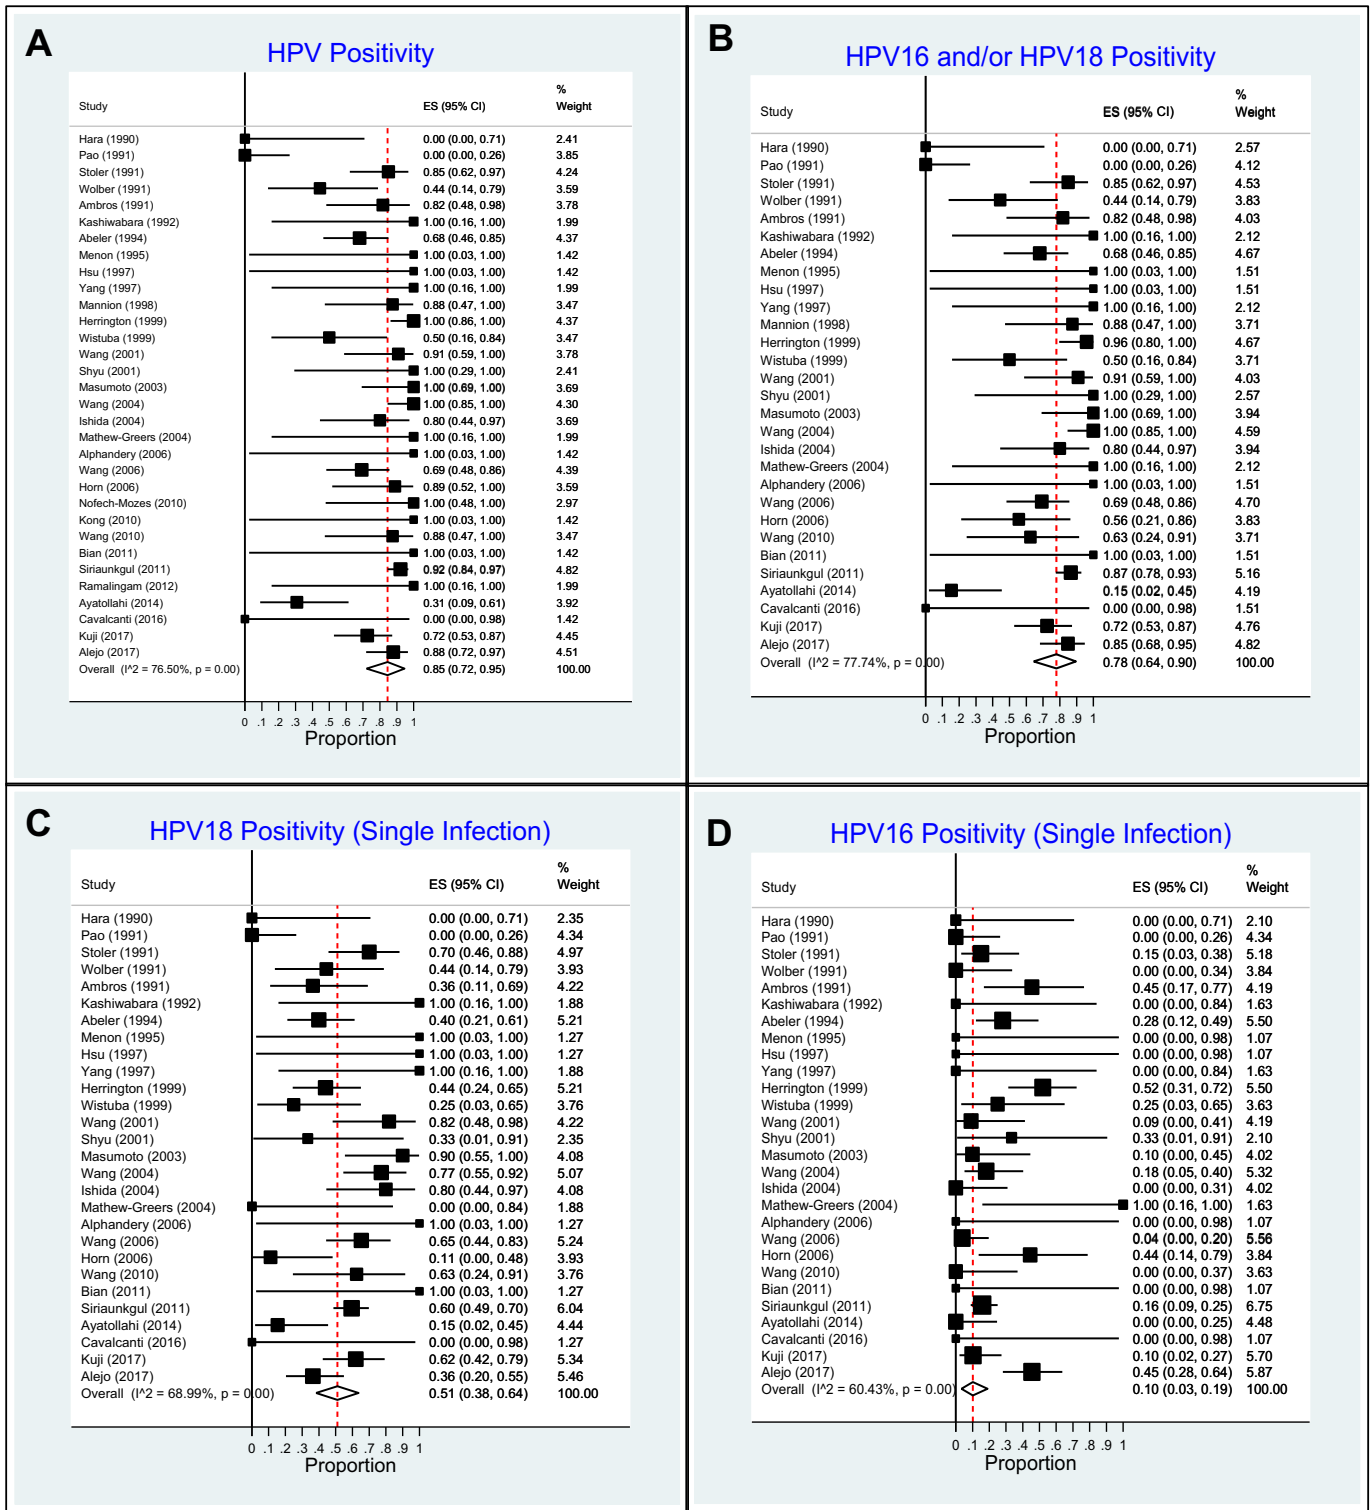 A
HPV Positivity
%
Study ES (95% CI) Weight
Hara (1990) 0.00 (0.00, 0.71) 2.41
Pao (1991) 0.00 (0.00, 0.26) 3.85
Stoler (1991) 0.85 (0.62, 0.97) 4.24
Wolber (1991) 0.44 (0.14, 0.79) 3.59
Ambros (1991) 0.82 (0.48, 0.98) 3.78
Kashiwabara (1992) 1.00 (0.16, 1.00) 1.99
Abeler (1994) 0.68 (0.46, 0.85) 4.37
Menon (1995) 1.00 (0.03, 1.00) 1.42
Hsu (1997) 1.00 (0.03, 1.00) 1.42
Yang (1997) 1.00 (0.16, 1.00) 1.99
Mannion (1998) 0.88 (0.47, 1.00) 3.47
Herrington (1999) 1.00 (0.86, 1.00) 4.37
Wistuba (1999) 0.50 (0.16, 0.84) 3.47
Wang (2001) 0.91 (0.59, 1.00) 3.78
Shyu (2001) 1.00 (0.29, 1.00) 2.41
Masumoto (2003) 1.00 (0.69, 1.00) 3.69
Wang (2004) 1.00 (0.85, 1.00) 4.30
Ishida (2004) 0.80 (0.44, 0.97) 3.69
Mathew-Greers (2004) 1.00 (0.16, 1.00) 1.99
Alphandery (2006) 1.00 (0.03, 1.00) 1.42
Wang (2006) 0.69 (0.48, 0.86) 4.39
Horn (2006) 0.89 (0.52, 1.00) 3.59
Nofech-Mozes (2010) 1.00 (0.48, 1.00) 2.97
Kong (2010) 1.00 (0.03, 1.00) 1.42
Wang (2010) 0.88 (0.47, 1.00) 3.47
Bian (2011) 1.00 (0.03, 1.00) 1.42
Siriaunkgul (2011) 0.92 (0.84, 0.97) 4.82
Ramalingam (2012) 1.00 (0.16, 1.00) 1.99
Ayatollahi (2014) 0.31 (0.09, 0.61) 3.92
Cavalcanti (2016) 0.00 (0.00, 0.98) 1.42
Kuji (2017) 0.72 (0.53, 0.87) 4.45
Alejo (2017) 0.88 (0.72, 0.97) 4.51
Overall (I^2 = 76.50%, p = 0.00) 0.85 (0.72, 0.95) 100.00
0 .1 .2 .3 .4 .5 .6 .7 .8 .9 1
Proportion
B
HPV16 and/or HPV18 Positivity
%
Study ES (95% CI) Weight
Hara (1990) 0.00 (0.00, 0.71) 2.57
Pao (1991) 0.00 (0.00, 0.26) 4.12
Stoler (1991) 0.85 (0.62, 0.97) 4.53
Wolber (1991) 0.44 (0.14, 0.79) 3.83
Ambros (1991) 0.82 (0.48, 0.98) 4.03
Kashiwabara (1992) 1.00 (0.16, 1.00) 2.12
Abeler (1994) 0.68 (0.46, 0.85) 4.67
Menon (1995) 1.00 (0.03, 1.00) 1.51
Hsu (1997) 1.00 (0.03, 1.00) 1.51
Yang (1997) 1.00 (0.16, 1.00) 2.12
Mannion (1998) 0.88 (0.47, 1.00) 3.71
Herrington (1999) 0.96 (0.80, 1.00) 4.67
Wistuba (1999) 0.50 (0.16, 0.84) 3.71
Wang (2001) 0.91 (0.59, 1.00) 4.03
Shyu (2001) 1.00 (0.29, 1.00) 2.57
Masumoto (2003) 1.00 (0.69, 1.00) 3.94
Wang (2004) 1.00 (0.85, 1.00) 4.59
Ishida (2004) 0.80 (0.44, 0.97) 3.94
Mathew-Greers (2004) 1.00 (0.16, 1.00) 2.12
Alphandery (2006) 1.00 (0.03, 1.00) 1.51
Wang (2006) 0.69 (0.48, 0.86) 4.70
Horn (2006) 0.56 (0.21, 0.86) 3.83
Wang (2010) 0.63 (0.24, 0.91) 3.71
Bian (2011) 1.00 (0.03, 1.00) 1.51
Siriaunkgul (2011) 0.87 (0.78, 0.93) 5.16
Ayatollahi (2014) 0.15 (0.02, 0.45) 4.19
Cavalcanti (2016) 0.00 (0.00, 0.98) 1.51
Kuji (2017) 0.72 (0.53, 0.87) 4.76
Alejo (2017) 0.85 (0.68, 0.95) 4.82
Overall (I^2 = 77.74%, p = 0.00) 0.78 (0.64, 0.90) 100.00
0 .1 .2 .3 .4 .5 .6 .7 .8 .9 1
Proportion
C
HPV18 Positivity (Single Infection)
%
Study ES (95% CI) Weight
Hara (1990) 0.00 (0.00, 0.71) 2.35
Pao (1991) 0.00 (0.00, 0.26) 4.34
Stoler (1991) 0.70 (0.46, 0.88) 4.97
Wolber (1991) 0.44 (0.14, 0.79) 3.93
Ambros (1991) 0.36 (0.11, 0.69) 4.22
Kashiwabara (1992) 1.00 (0.16, 1.00) 1.88
Abeler (1994) 0.40 (0.21, 0.61) 5.21
Menon (1995) 1.00 (0.03, 1.00) 1.27
Hsu (1997) 1.00 (0.03, 1.00) 1.27
Yang (1997) 1.00 (0.16, 1.00) 1.88
Herrington (1999) 0.44 (0.24, 0.65) 5.21
Wistuba (1999) 0.25 (0.03, 0.65) 3.76
Wang (2001) 0.82 (0.48, 0.98) 4.22
Shyu (2001) 0.33 (0.01, 0.91) 2.35
Masumoto (2003) 0.90 (0.55, 1.00) 4.08
Wang (2004) 0.77 (0.55, 0.92) 5.07
Ishida (2004) 0.80 (0.44, 0.97) 4.08
Mathew-Greers (2004) 0.00 (0.00, 0.84) 1.88
Alphandery (2006) 1.00 (0.03, 1.00) 1.27
Wang (2006) 0.65 (0.44, 0.83) 5.24
Horn (2006) 0.11 (0.00, 0.48) 3.93
Wang (2010) 0.63 (0.24, 0.91) 3.76
Bian (2011) 1.00 (0.03, 1.00) 1.27
Siriaunkgul (2011) 0.60 (0.49, 0.70) 6.04
Ayatollahi (2014) 0.15 (0.02, 0.45) 4.44
Cavalcanti (2016) 0.00 (0.00, 0.98) 1.27
Kuji (2017) 0.62 (0.42, 0.79) 5.34
Alejo (2017) 0.36 (0.20, 0.55) 5.46
Overall (I^2 = 68.99%, p = 0.00) 0.51 (0.38, 0.64) 100.00
0 .1 .2 .3 .4 .5 .6 .7 .8 .9 1
Proportion
D
HPV16 Positivity (Single Infection)
%
Study ES (95% CI) Weight
Hara (1990) 0.00 (0.00, 0.71) 2.10
Pao (1991) 0.00 (0.00, 0.26) 4.34
Stoler (1991) 0.15 (0.03, 0.38) 5.18
Wolber (1991) 0.00 (0.00, 0.34) 3.84
Ambros (1991) 0.45 (0.17, 0.77) 4.19
Kashiwabara (1992) 0.00 (0.00, 0.84) 1.63
Abeler (1994) 0.28 (0.12, 0.49) 5.50
Menon (1995) 0.00 (0.00, 0.98) 1.07
Hsu (1997) 0.00 (0.00, 0.98) 1.07
Yang (1997) 0.00 (0.00, 0.84) 1.63
Herrington (1999) 0.52 (0.31, 0.72) 5.50
Wistuba (1999) 0.25 (0.03, 0.65) 3.63
Wang (2001) 0.09 (0.00, 0.41) 4.19
Shyu (2001) 0.33 (0.01, 0.91) 2.10
Masumoto (2003) 0.10 (0.00, 0.45) 4.02
Wang (2004) 0.18 (0.05, 0.40) 5.32
Ishida (2004) 0.00 (0.00, 0.31) 4.02
Mathew-Greers (2004) 1.00 (0.16, 1.00) 1.63
Alphandery (2006) 0.00 (0.00, 0.98) 1.07
Wang (2006) 0.04 (0.00, 0.20) 5.56
Horn (2006) 0.44 (0.14, 0.79) 3.84
Wang (2010) 0.00 (0.00, 0.37) 3.63
Bian (2011) 0.00 (0.00, 0.98) 1.07
Siriaunkgul (2011) 0.16 (0.09, 0.25) 6.75
Ayatollahi (2014) 0.00 (0.00, 0.25) 4.48
Cavalcanti (2016) 0.00 (0.00, 0.98) 1.07
Kuji (2017) 0.10 (0.02, 0.27) 5.70
Alejo (2017) 0.45 (0.28, 0.64) 5.87
Overall (I^2 = 60.43%, p = 0.00) 0.10 (0.03, 0.19) 100.00
0 .1 .2 .3 .4 .5 .6 .7 .8 .9 1
Proportion